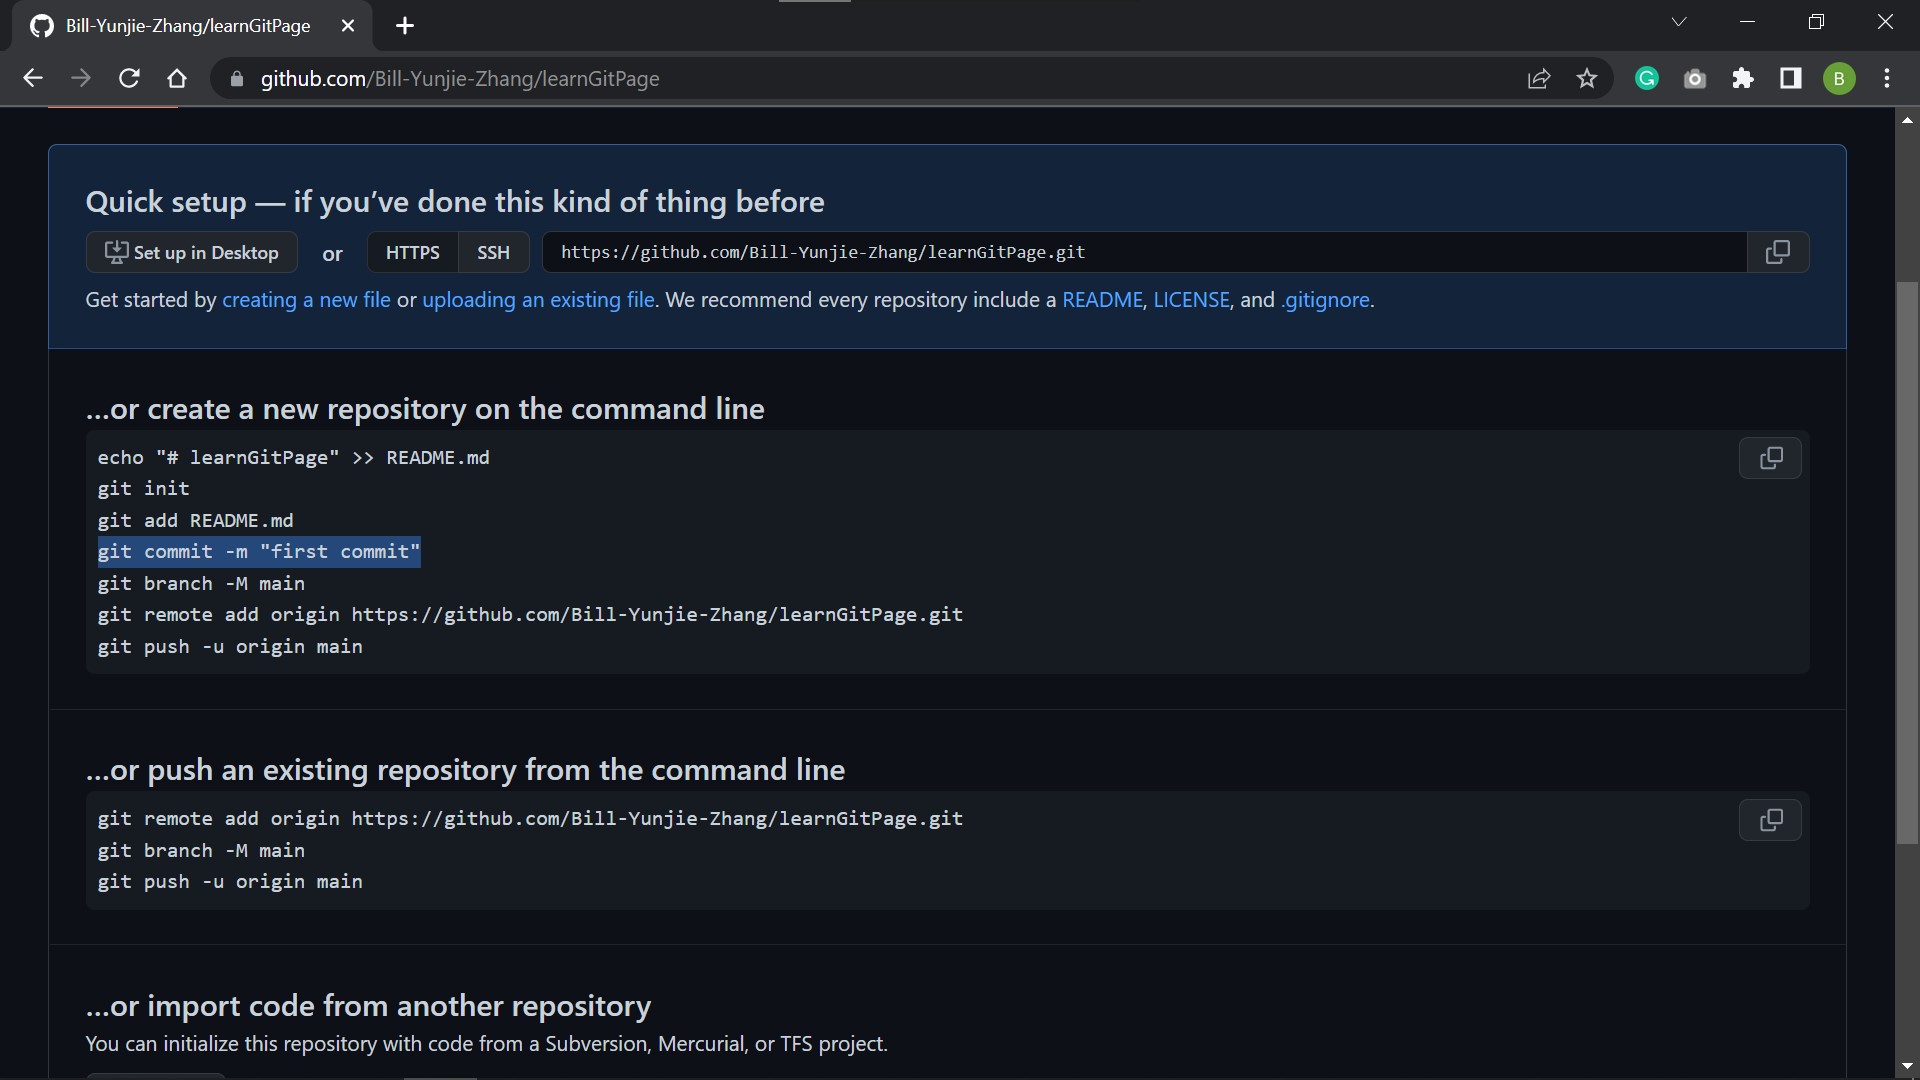 Bill-Yunjie-Zhang/learnGitPage
github.com/Bill-Yunjie-Zhang/learnGitPage
G
B
Quick setup — if you’ve done this kind of thing before
Set up in Desktop or HTTPS SSH https://github.com/Bill-Yunjie-Zhang/learnGitPage.git
Get started by creating a new file or uploading an existing file. We recommend every repository include a README, LICENSE, and .gitignore.
…or create a new repository on the command line
echo "# learnGitPage" >> README.md
git init
git add README.md
git commit -m "first commit"
git branch -M main
git remote add origin https://github.com/Bill-Yunjie-Zhang/learnGitPage.git
git push -u origin main
…or push an existing repository from the command line
git remote add origin https://github.com/Bill-Yunjie-Zhang/learnGitPage.git
git branch -M main
git push -u origin main
…or import code from another repository
You can initialize this repository with code from a Subversion, Mercurial, or TFS project.